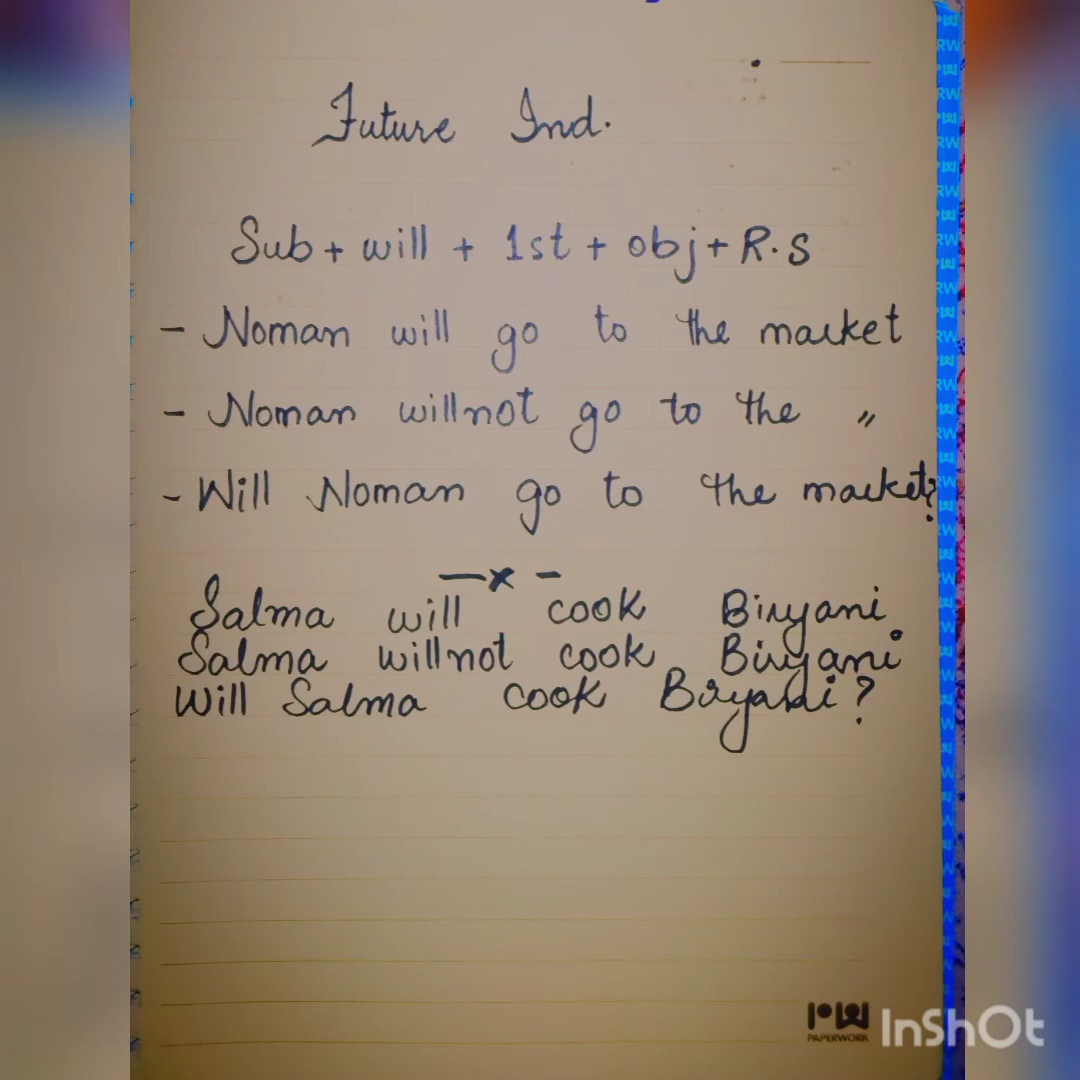 Future Ind.
Sub + will + 1st + obj + R.S
- Noman will go to the market
- Noman willnot go to the "
- Will Noman go to the market?
—x-
Salma will cook Biryani
Salma willnot cook Biryani
Will Salma cook Biryani?
PW
PAPERWORK
InShOt